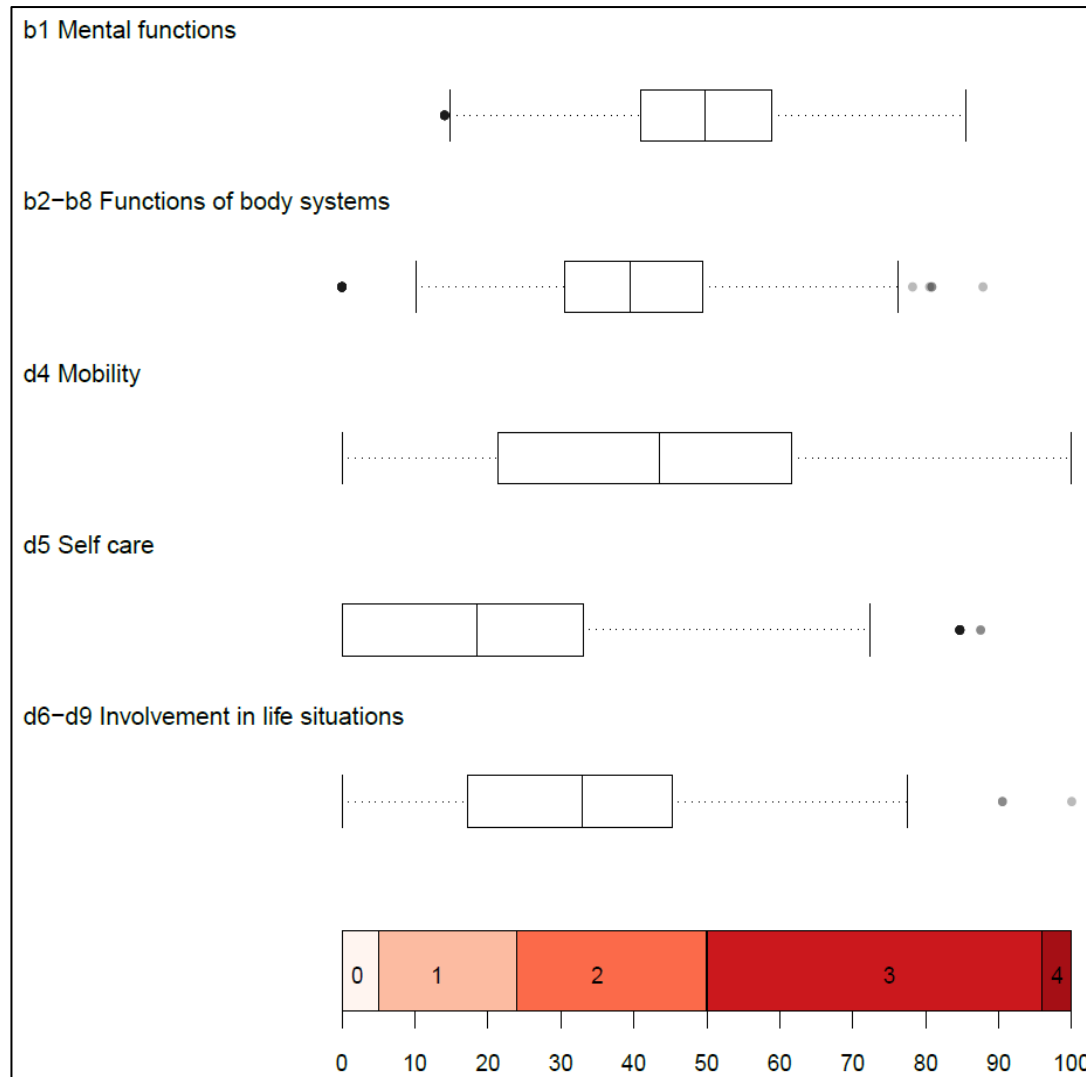 b1 Mental functions
b2−b8 Functions of body systems
d4 Mobility
d5 Self care
d6−d9 Involvement in life situations
0 1 2 3 4
0 10 20 30 40 50 60 70 80 90 100